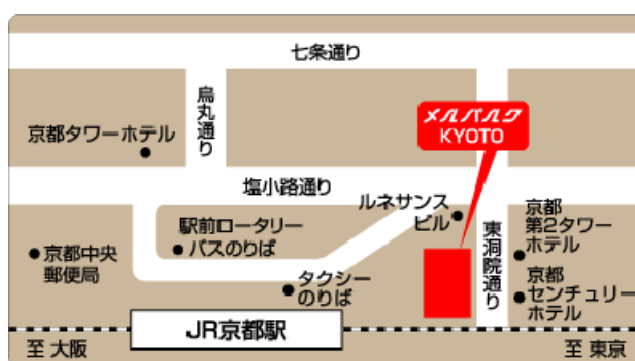 七条通り
烏丸通り
メルパルク
KYOTO
京都タワーホテル
塩小路通り
ルネサンス
ビル
駅前ロータリー
バスのりば
京都中央
郵便局
タクシー
のりば
東洞院通り
京都
第2タワー
ホテル
京都
センチュリー
ホテル
JR京都駅
至 大阪
至 東京